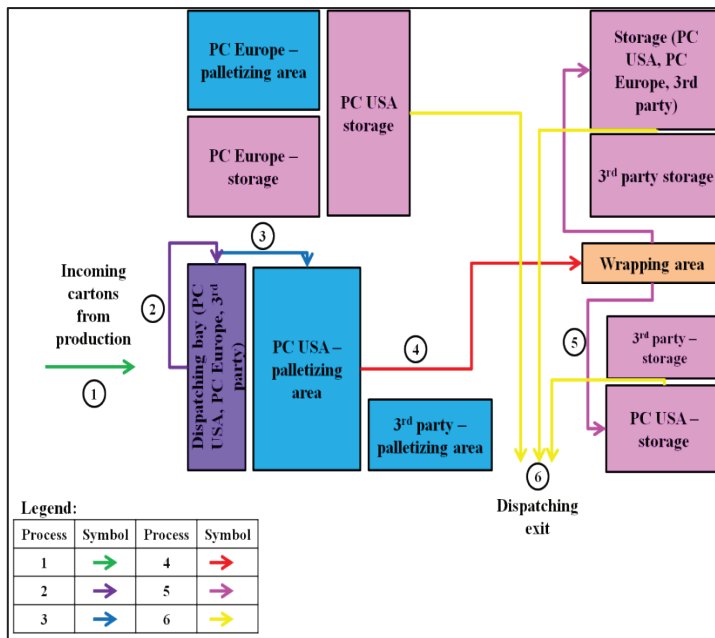 PC Europe –
palletizing area
PC Europe –
storage
PC USA
storage
Storage (PC
USA, PC
Europe, 3rd
party)
3rd party storage
Wrapping area
3rd party –
storage
PC USA –
storage
Incoming
cartons
from
production
1
2
3
4
5
6
Dispatching bay (PC
USA, PC Europe, 3rd
party)
PC USA –
palletizing
area
3rd party –
palletizing area
Dispatching
exit
Legend:
Process Symbol Process Symbol
1 4
2 5
3 6